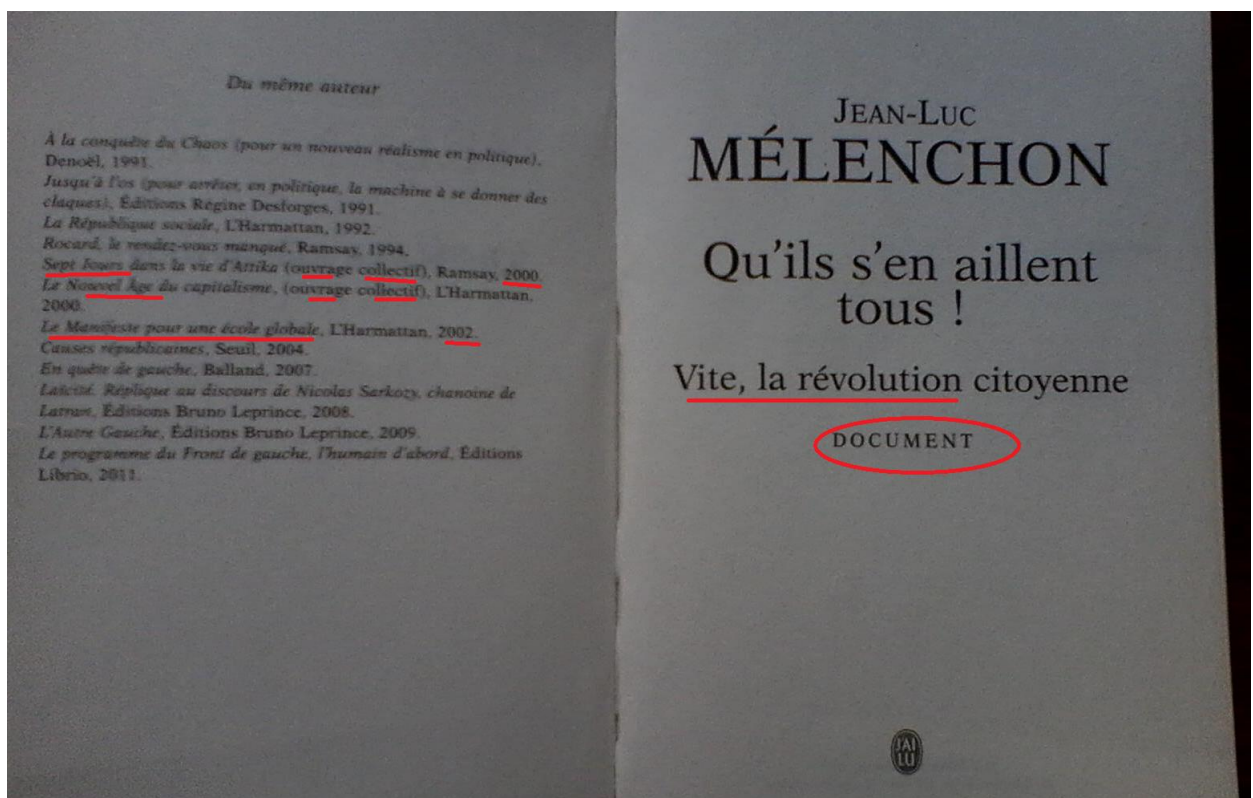 Du même auteur
À la conquête du Chaos (pour un nouveau réalisme en politique),
Denoël, 1991.
Jusqu'à l'os (pour arrêter, en politique, la machine à se donner des
claques), Éditions Régine Desforges, 1991.
La République sociale, L'Harmattan, 1992.
Rocard, le rendez-vous manqué, Ramsay, 1994.
Sept Jours dans la vie d'Attika (ouvrage collectif), Ramsay, 2000.
Le Nouvel Âge du capitalisme, (ouvrage collectif), L'Harmattan,
2000.
Le Manifeste pour une école globale, L'Harmattan, 2002.
Causes républicaines, Seuil, 2004.
En quête de gauche, Balland, 2007.
Laïcité. Réplique au discours de Nicolas Sarkozy, chanoine de
Latran, Éditions Bruno Leprince, 2008.
L'Autre Gauche, Éditions Bruno Leprince, 2009.
Le programme du Front de gauche, l'humain d'abord, Éditions
Librio, 2011.
JEAN-LUC
MÉLENCHON
Qu'ils s'en aillent
tous !
Vite, la révolution citoyenne
DOCUMENT
J'AI
LU